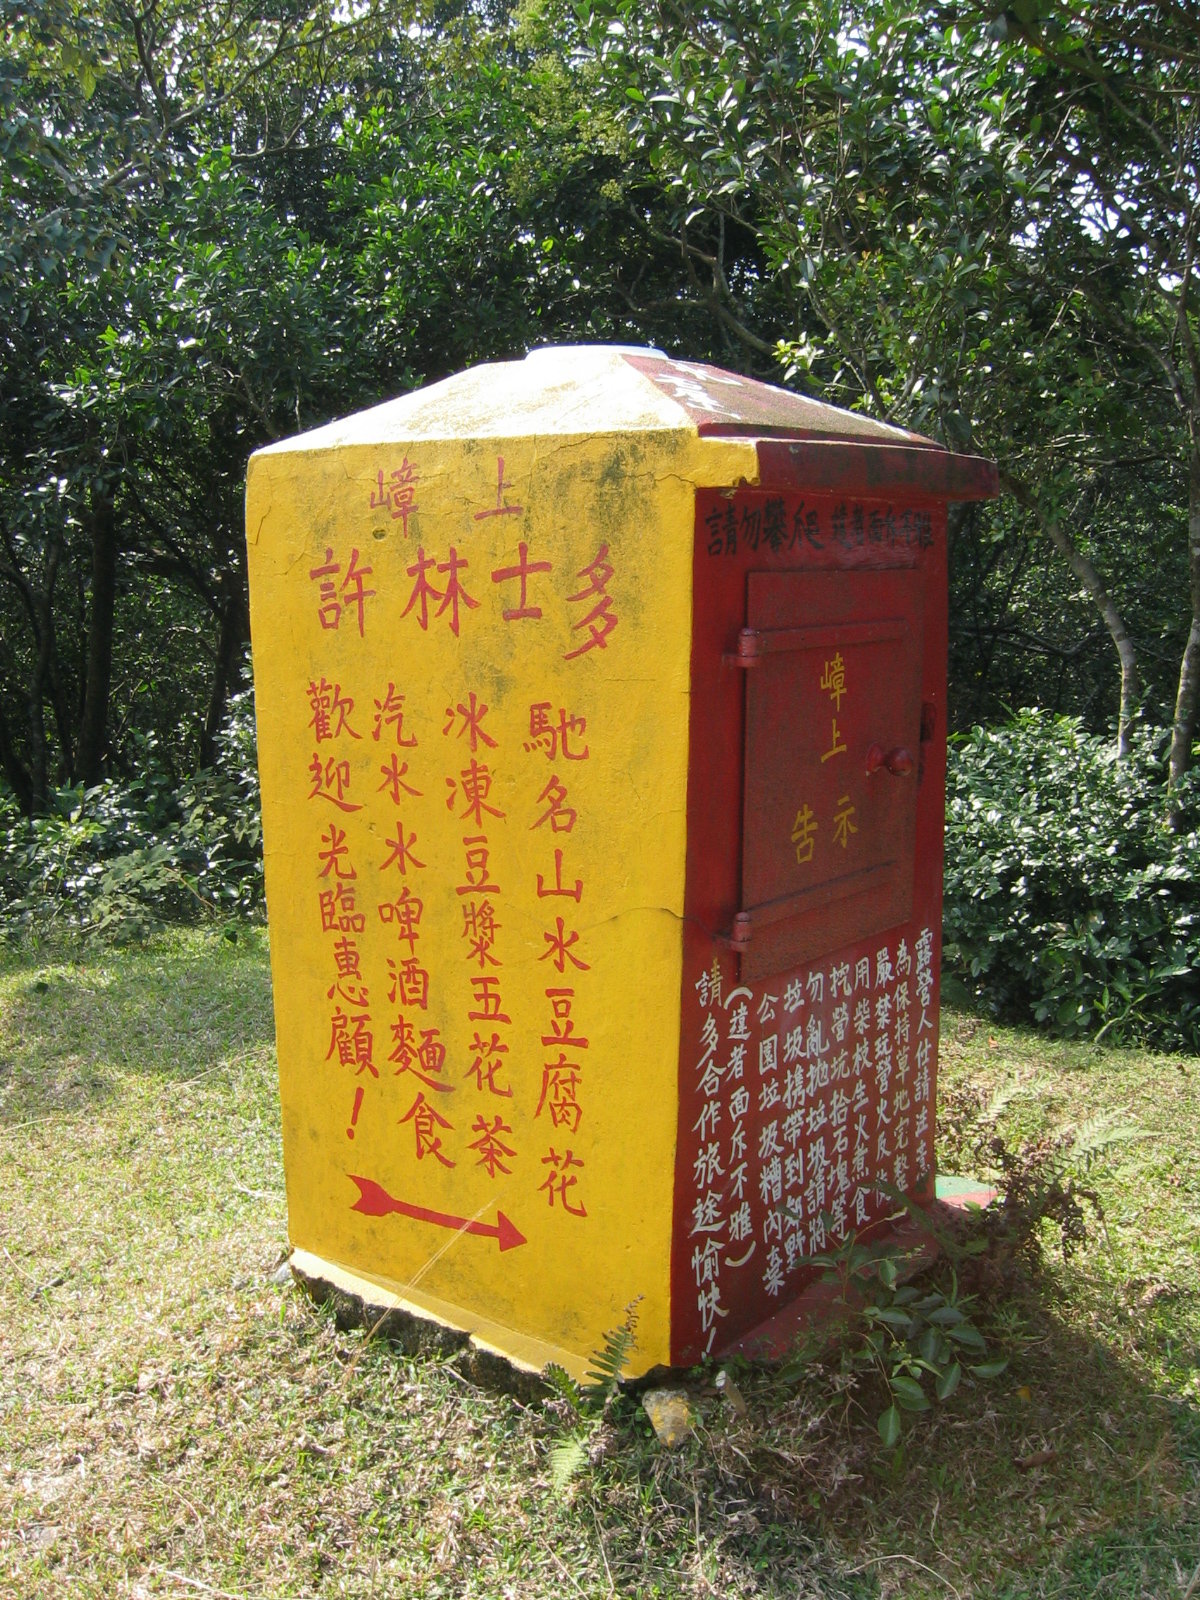 嶂上
許林士多
馳名山水豆腐花
冰凍豆漿五花茶
汽水水啤酒麵食
歡迎光臨惠顧！
請勿攀爬
嶂上
告示
露營人仕請注意
為保持草地完整
嚴禁玩營火及
用柴枝生火煮食
挖營坑拾石塊等
勿亂拋垃圾請將
垃圾携帶到郊野
公園垃圾糟內棄
（違者面斥不雅）
請多合作旅途愉快！